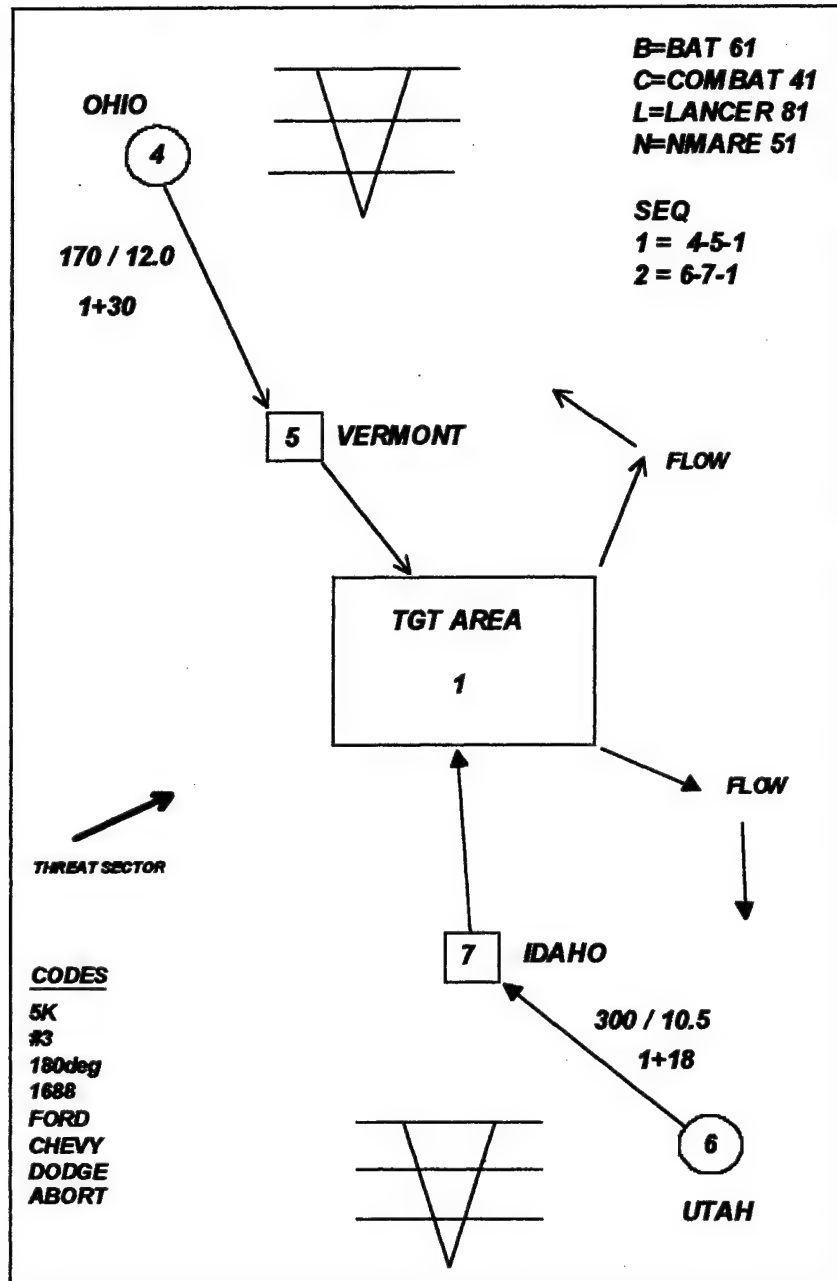 B=BAT 61
C=COMBAT 41
L=LANCER 81
N=NMARE 51
SEQ
1 = 4-5-1
2 = 6-7-1
OHIO
4
170 / 12.0
1+30
5 VERMONT
FLOW
TGT AREA
1
FLOW
THREAT SECTOR
7 IDAHO
300 / 10.5
1+18
6
UTAH
CODES
5K
#3
180deg
1688
FORD
CHEVY
DODGE
ABORT